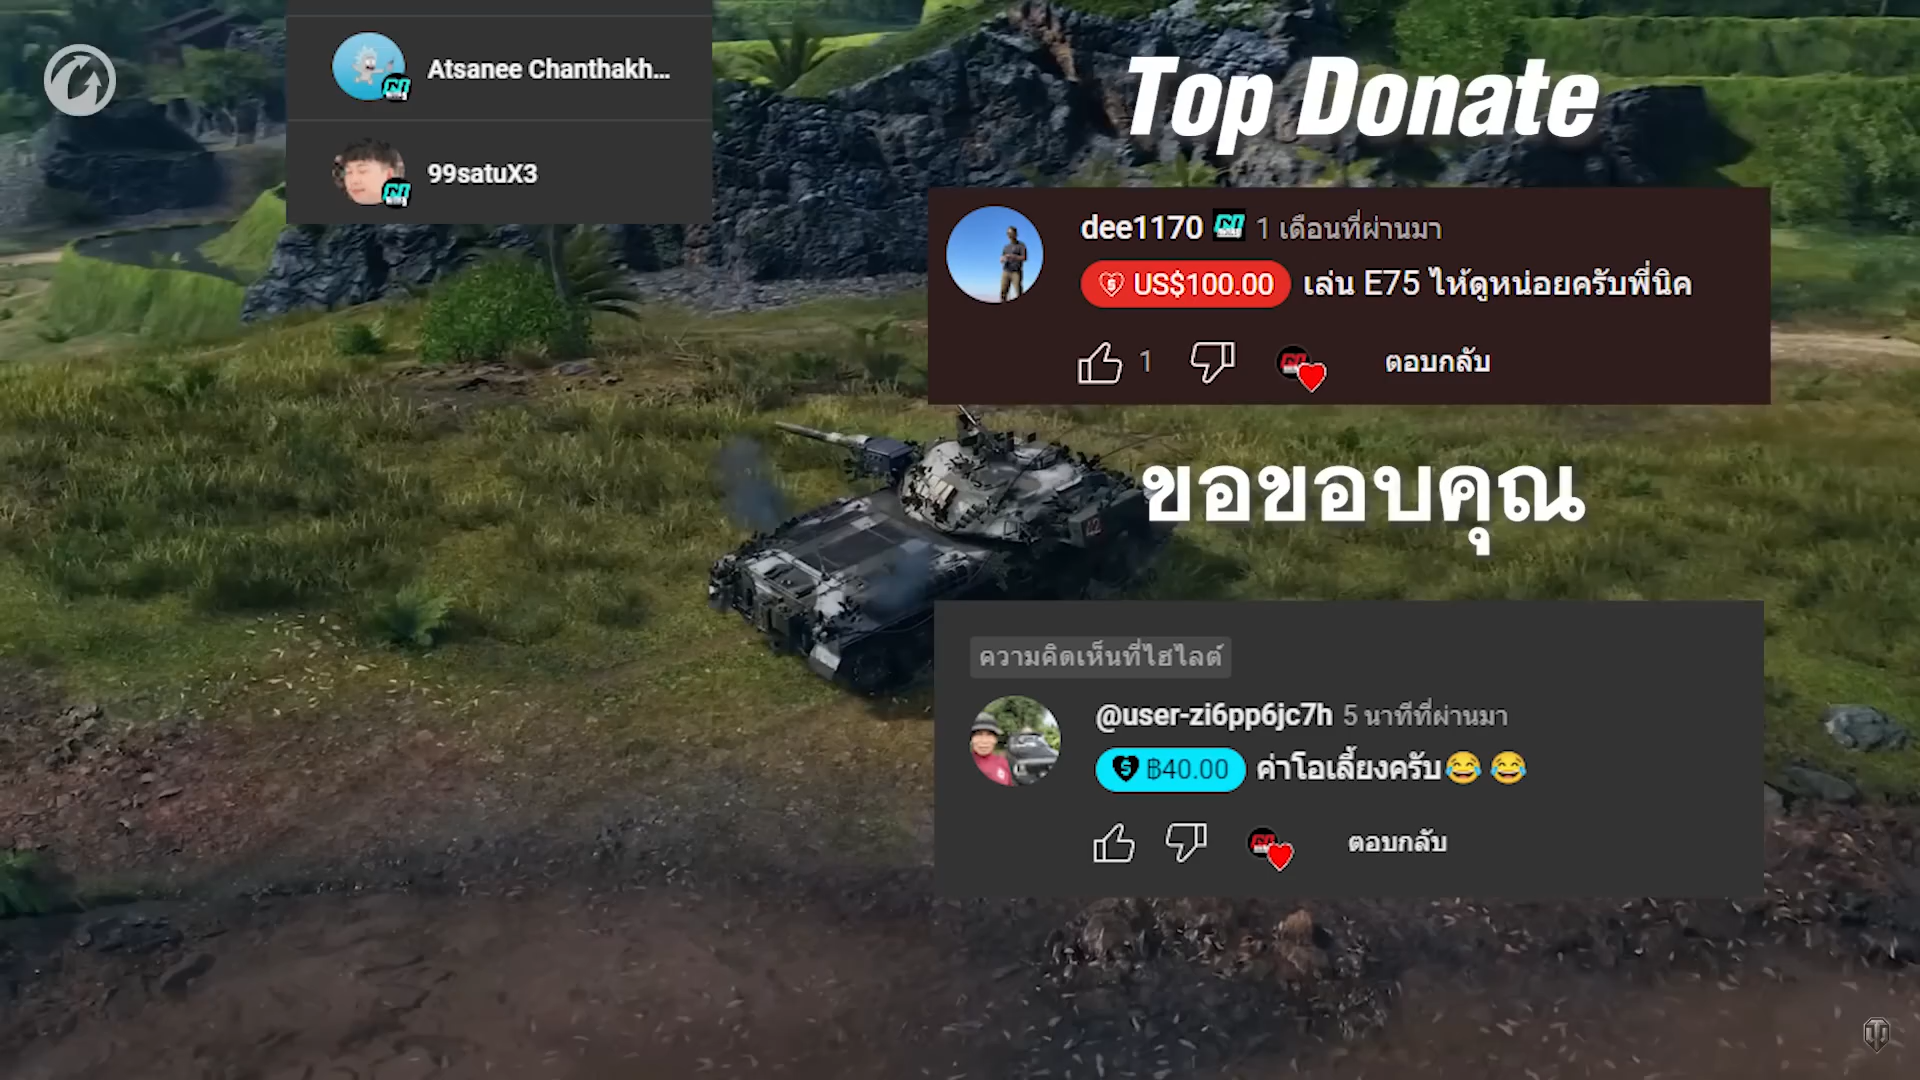 Atsanee Chanthakh...
99satuX3
Top Donate
dee1170 1 เดือนที่ผ่านมา
US$100.00 เล่น E75 ไห้ดูหน่อยครับพี่นิค
1
ตอบกลับ
ขอขอบคุณ
ความคิดเห็นที่ไฮไลต์
@user-zi6pp6jc7h 5 นาทีที่ผ่านมา
฿40.00 ค่าโอเลี้ยงครับ😂😂
ตอบกลับ